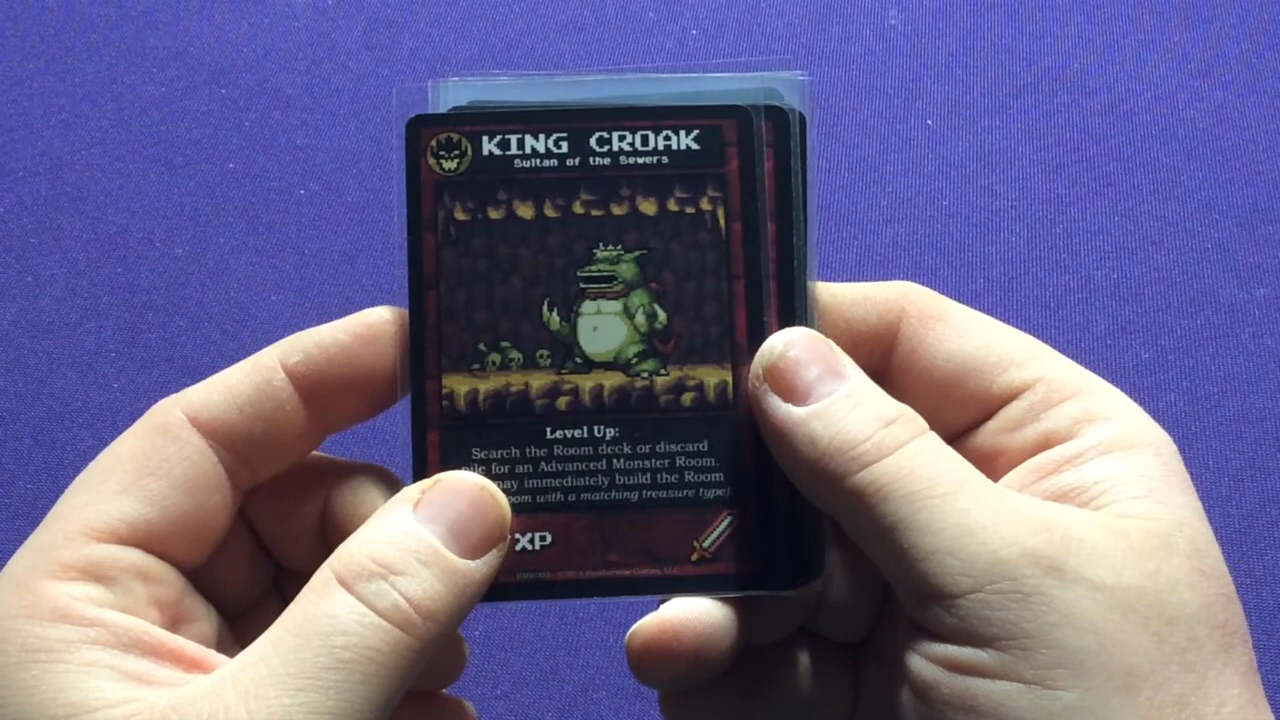 KING CROAK
Sultan of the Sewers
Level Up:
Search the Room deck or discard
pile for an Advanced Monster Room.
may immediately build the Room
oom with a matching treasure type)
XP